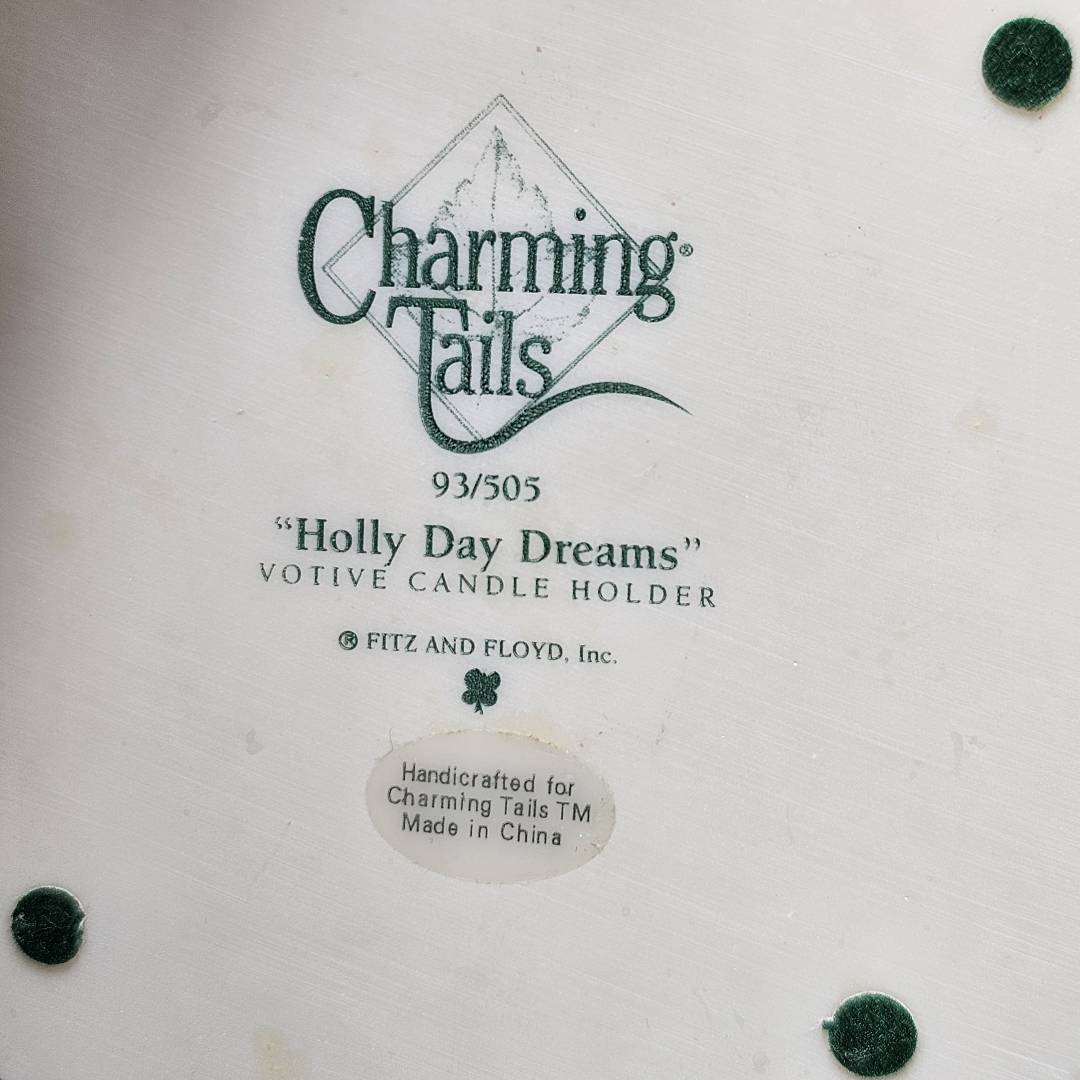 Charming®
Tails
93/505
“Holly Day Dreams”
VOTIVE CANDLE HOLDER
® FITZ AND FLOYD, Inc.
Handicrafted for
Charming Tails TM
Made in China